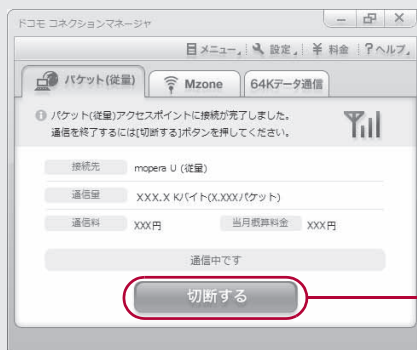 ドコモ コネクションマネージャ
メニュー 設定 ¥ 料金 ? ヘルプ
パケット(従量) Mzone 64Kデータ通信
パケット(従量)アクセスポイントに接続が完了しました。
通信を終了するには[切断する]ボタンを押してください。
接続先 mopera U (従量)
通信量 XXX.X Kバイト(X.XXXパケット)
通信料 XXX円 当月概算料金 XXX円
通信中です
切断する